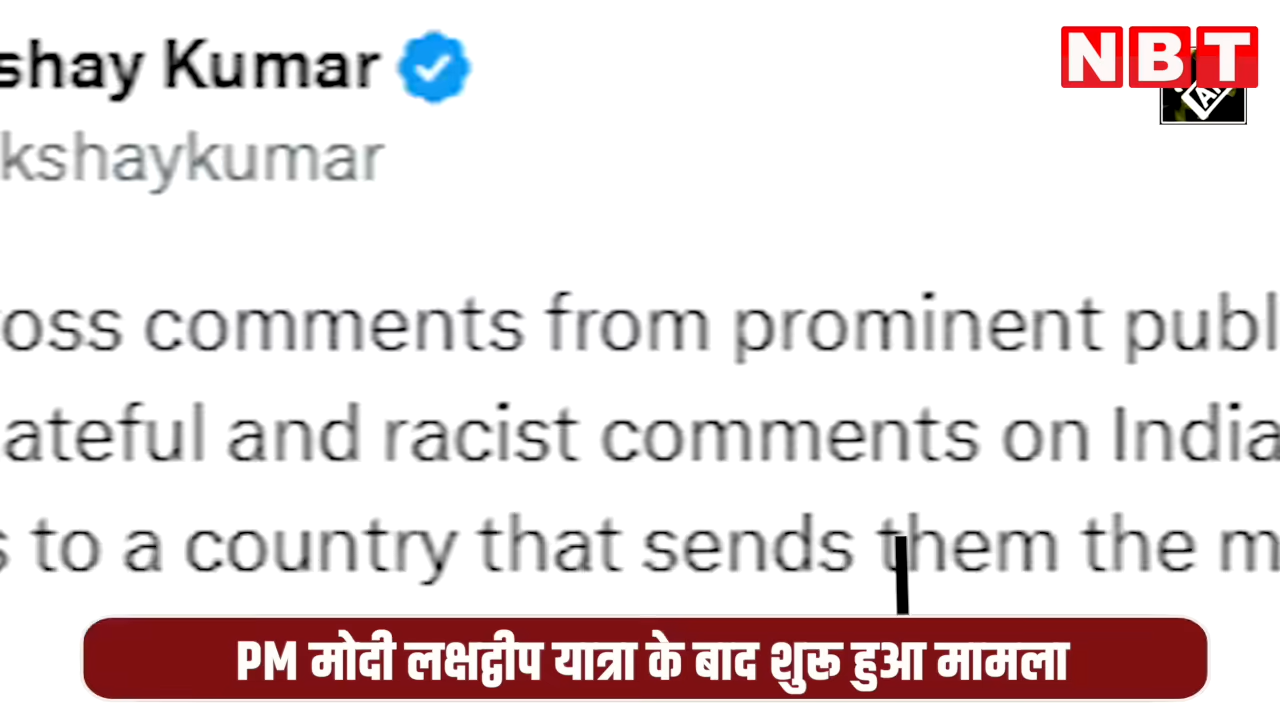 shay Kumar
kshaykumar
NBT
oss comments from prominent publ
ateful and racist comments on India
s to a country that sends them the m
PM मोदी लक्षद्वीप यात्रा के बाद शुरू हुआ मामला